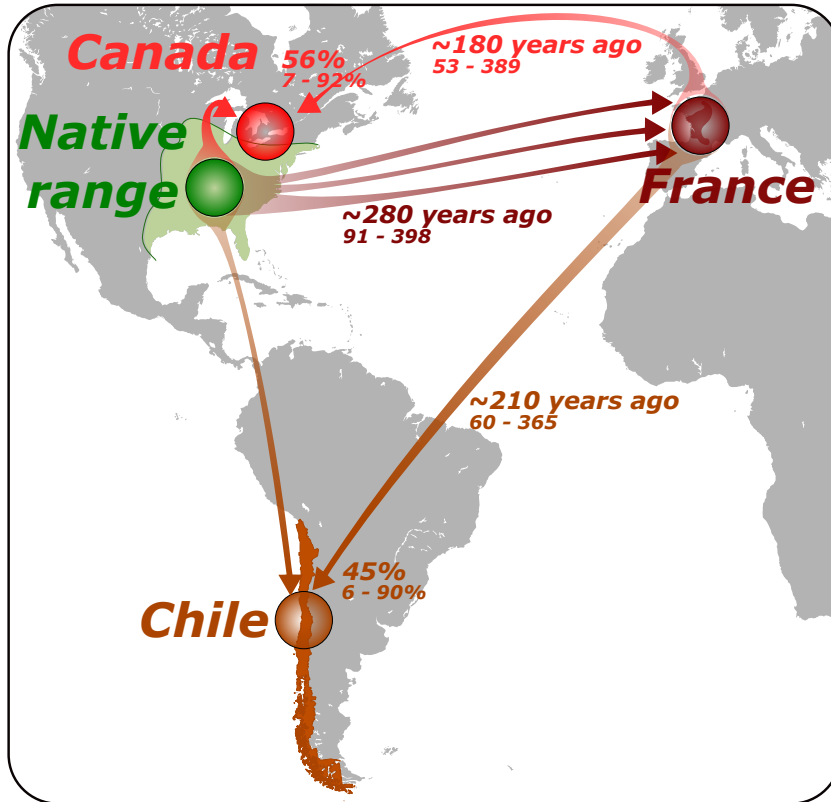 Canada
56%
7 - 92%
~180 years ago
53 - 389
Native
range
France
~280 years ago
91 - 398
~210 years ago
60 - 365
45%
6 - 90%
Chile